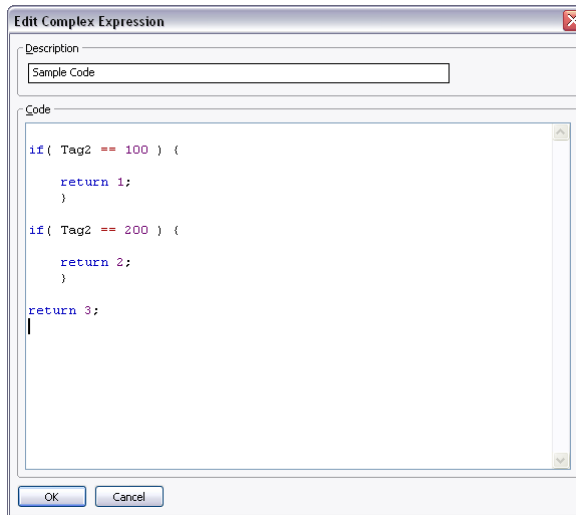 Edit Complex Expression
Description
Sample Code
Code
if( Tag2 == 100 ) {
return 1;
}
if( Tag2 == 200 ) {
return 2;
}
return 3;
OK Cancel